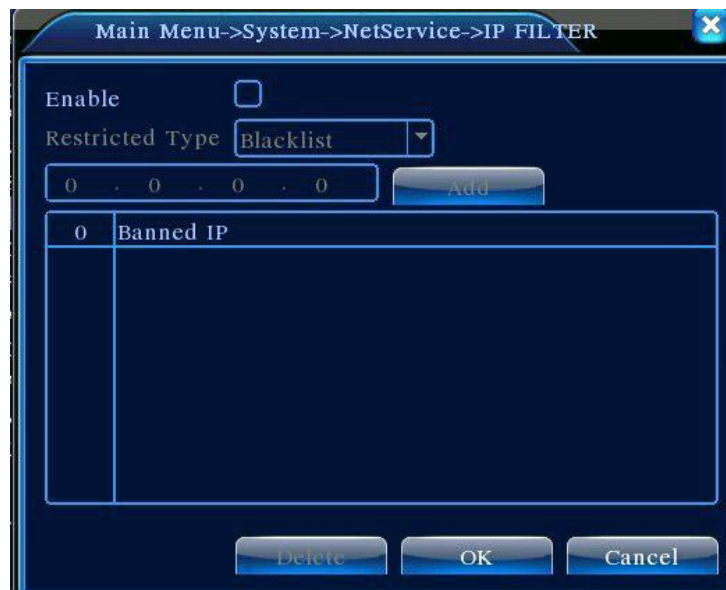 Main Menu->System->NetService->IP FILTER
Enable
Restricted Type Blacklist
0 . 0 . 0 . 0 Add
0 Banned IP
Delete OK Cancel